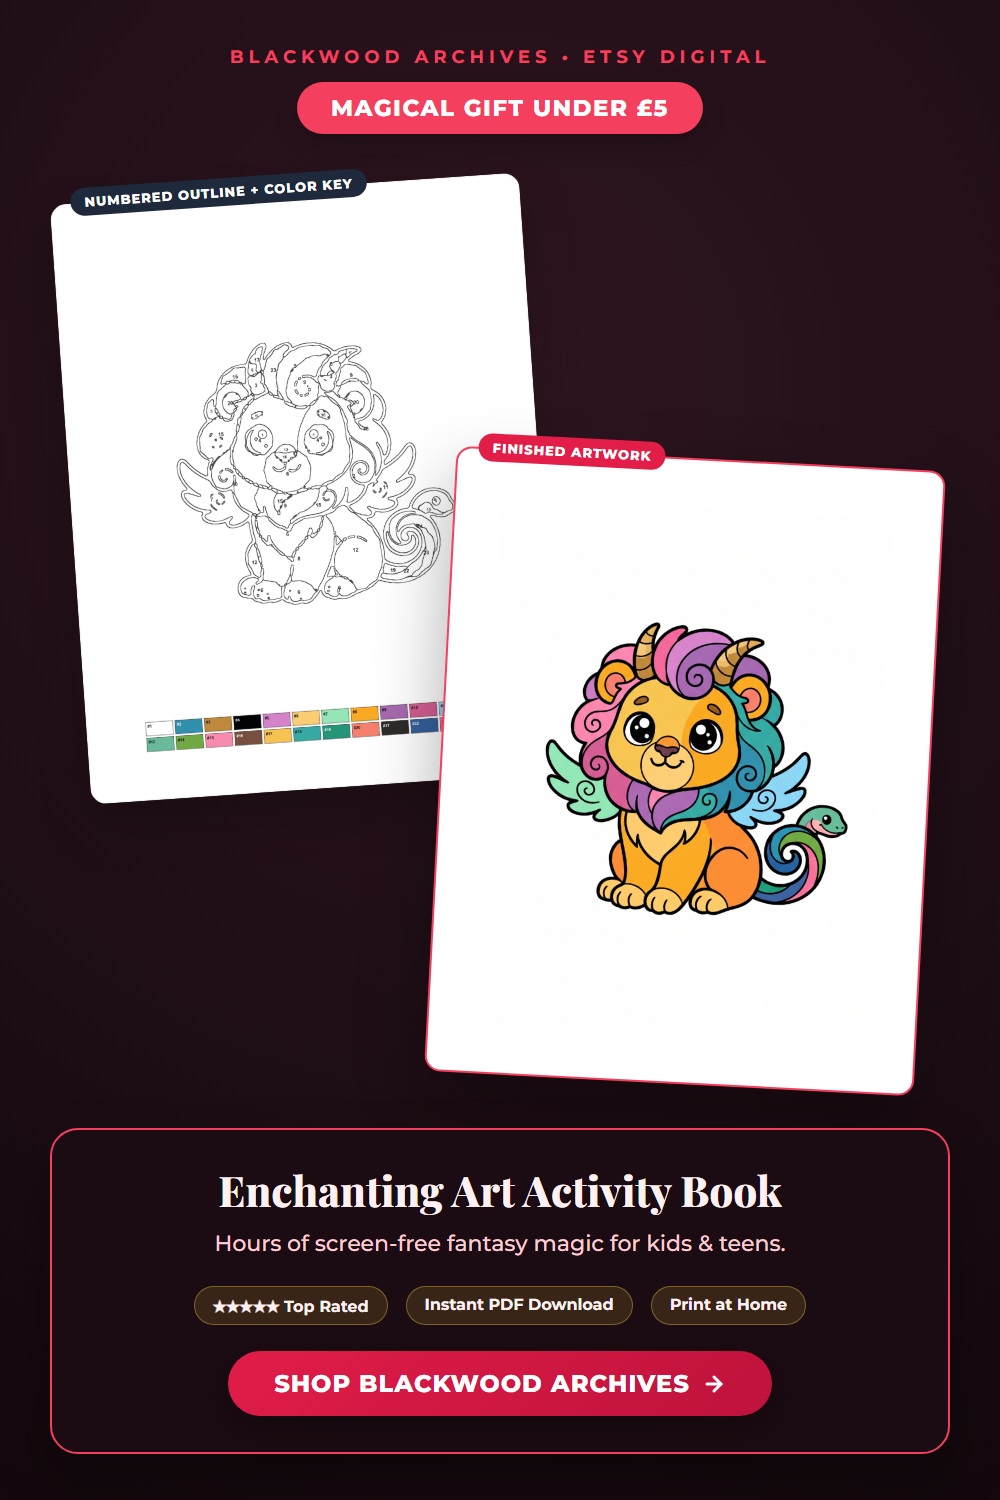 BLACKWOOD ARCHIVES • ETSY DIGITAL
MAGICAL GIFT UNDER £5
NUMBERED OUTLINE + COLOR KEY
FINISHED ARTWORK
Enchanting Art Activity Book
Hours of screen-free fantasy magic for kids & teens.
★★★★★ Top Rated
Instant PDF Download
Print at Home
SHOP BLACKWOOD ARCHIVES →